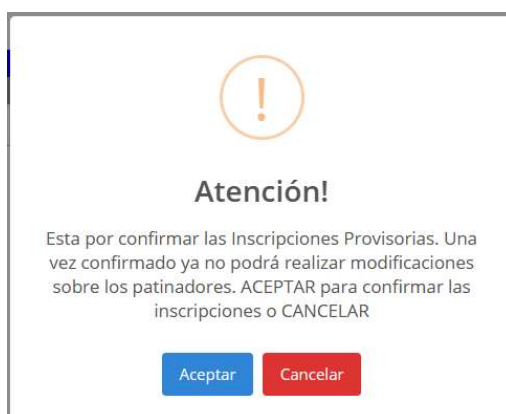 !
Atención!
Esta por confirmar las Inscripciones Provisorias. Una
vez confirmado ya no podrá realizar modificaciones
sobre los patinadores. ACEPTAR para confirmar las
inscripciones o CANCELAR
Aceptar Cancelar